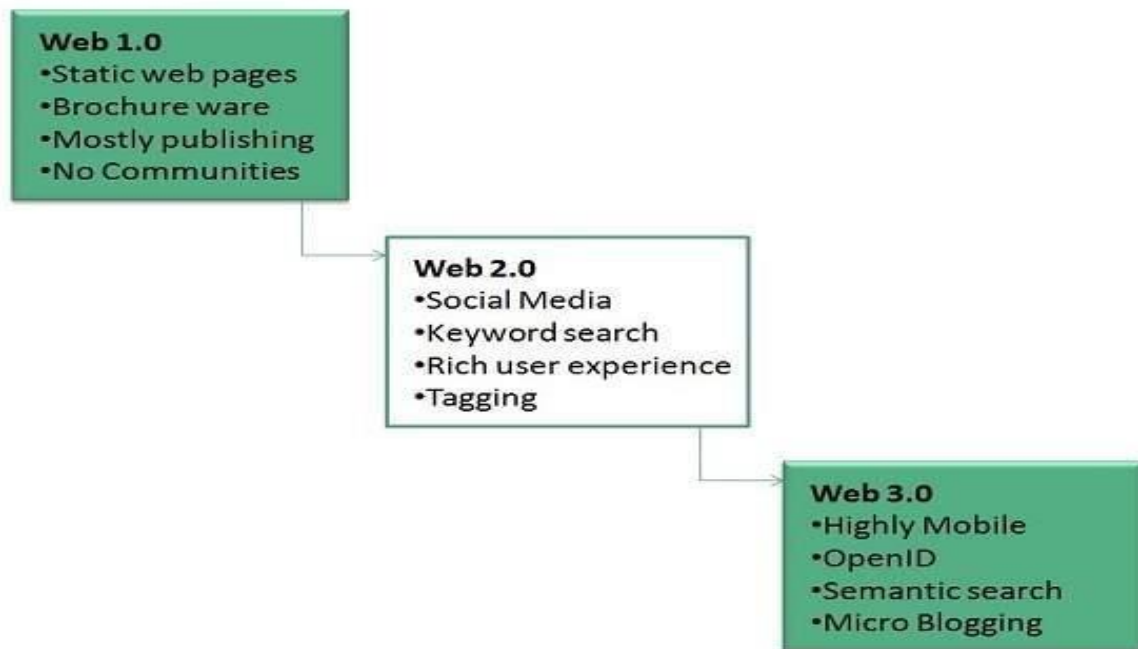 Web 1.0
•Static web pages
•Brochure ware
•Mostly publishing
•No Communities
Web 2.0
•Social Media
•Keyword search
•Rich user experience
•Tagging
Web 3.0
•Highly Mobile
•OpenID
•Semantic search
•Micro Blogging